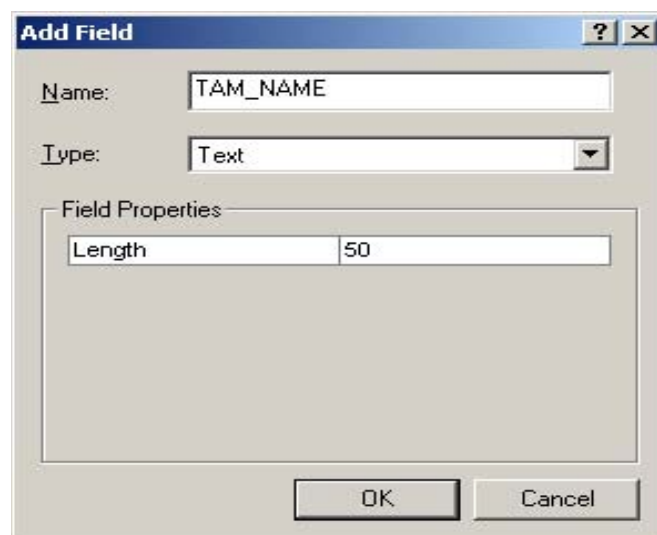 Add Field
Name: TAM_NAME
Type: Text
Field Properties
Length 50
OK Cancel